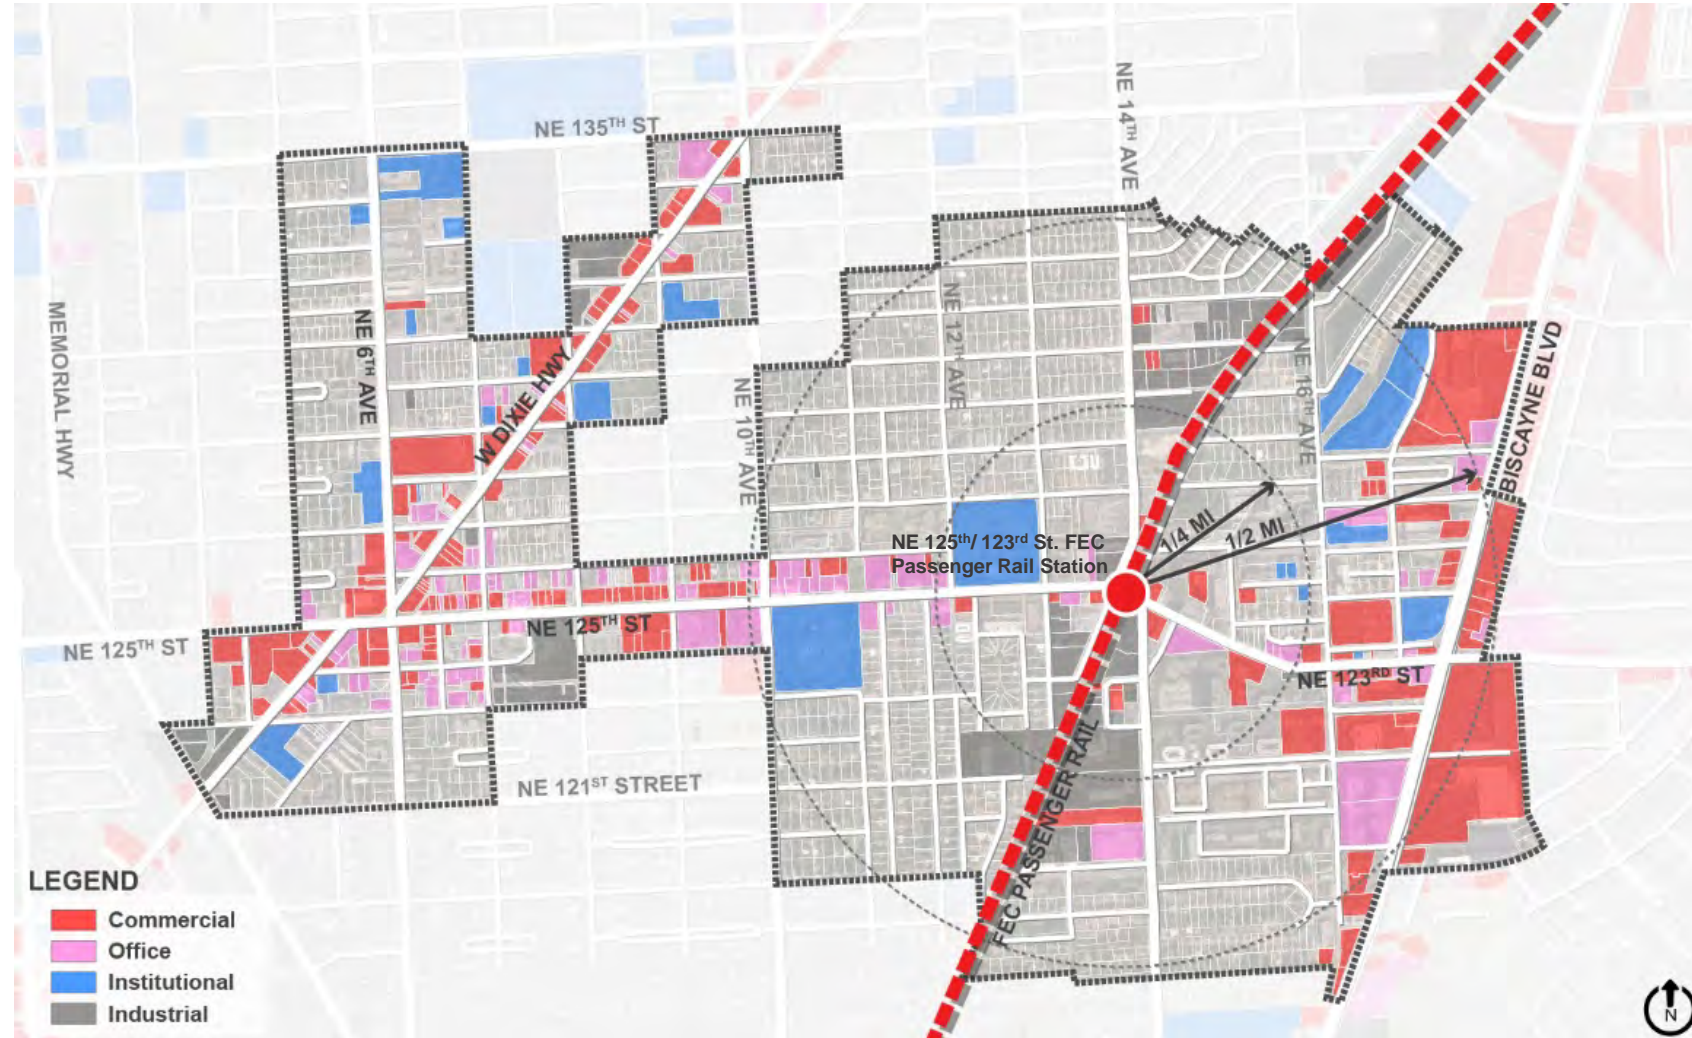 NE 135TH ST
NE 14TH AVE
MEMORIAL HWY
NE 6TH AVE
W DIXIE HWY
NE 10TH AVE
NE 12TH AVE
NE 16TH AVE
BISCAYNE BLVD
NE 125th/ 123rd St. FEC
Passenger Rail Station
1/4 MI
1/2 MI
NE 125TH ST
NE 125TH ST
NE 123RD ST
NE 121ST STREET
FEC PASSENGER RAIL
LEGEND
Commercial
Office
Institutional
Industrial
N